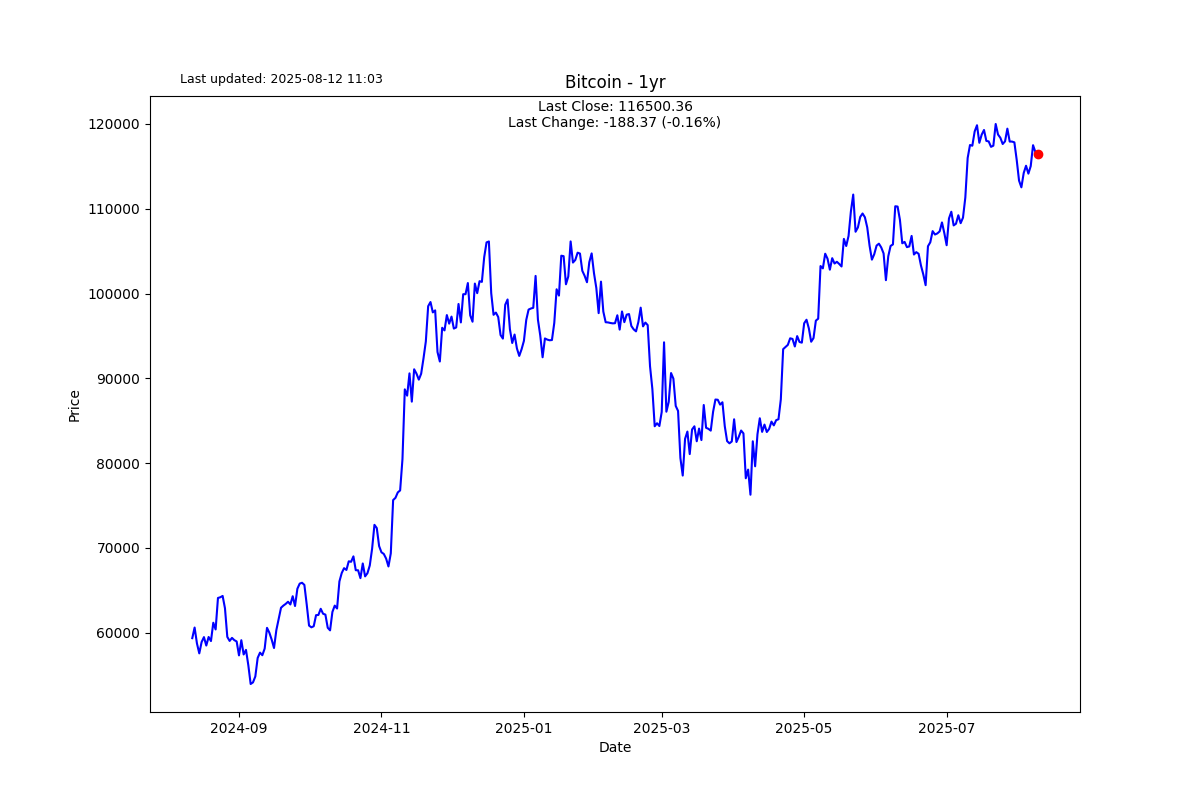 Last updated: 2025-08-12 11:03
Bitcoin - 1yr
Last Close: 116500.36
Last Change: -188.37 (-0.16%)
120000
110000
100000
90000
80000
70000
60000
Price
2024-09 2024-11 2025-01 2025-03 2025-05 2025-07
Date